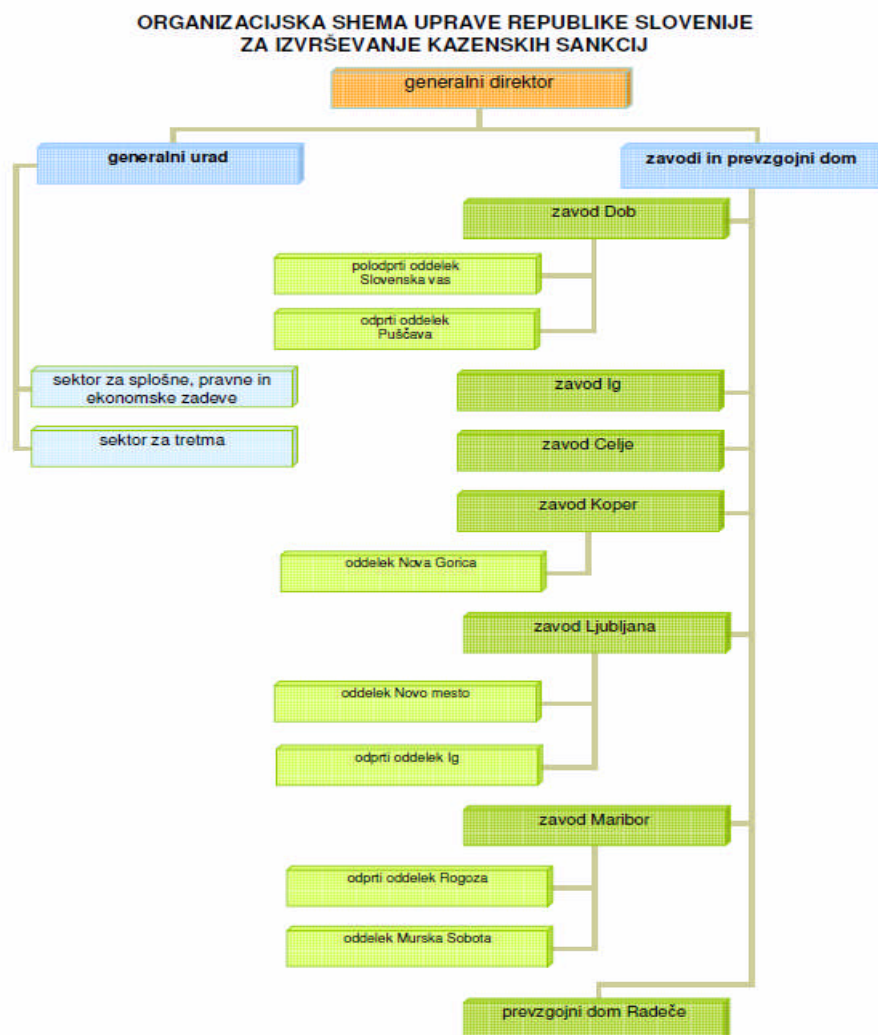 ORGANIZACIJSKA SHEMA UPRAVE REPUBLIKE SLOVENIJE
ZA IZVRŠEVANJE KAZENSKIH SANKCIJ
generalni direktor
generalni urad
zavodi in prevzgojni dom
zavod Dob
polodprti oddelek
Slovenska vas
odprti oddelek
Puščava
sektor za splošne, pravne in
ekonomske zadeve
zavod Ig
sektor za tretma
zavod Celje
zavod Koper
oddelek Nova Gorica
zavod Ljubljana
oddelek Novo mesto
odprti oddelek Ig
zavod Maribor
odprti oddelek Rogoza
oddelek Murska Sobota
prevzgojni dom Radeče